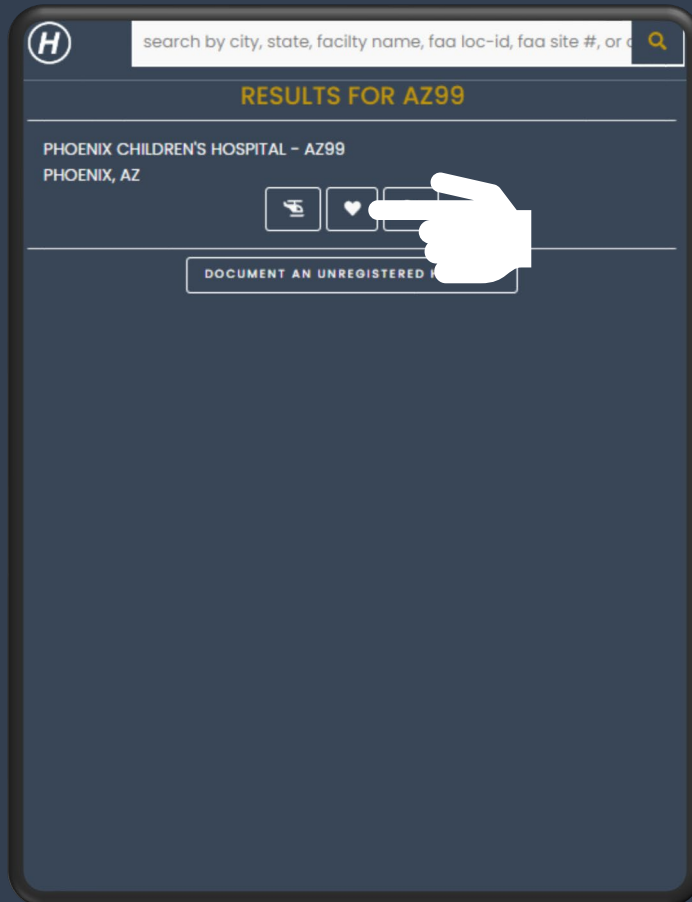 H
search by city, state, facilty name, faa loc-id, faa site #, or
RESULTS FOR AZ99
PHOENIX CHILDREN'S HOSPITAL - AZ99
PHOENIX, AZ
DOCUMENT AN UNREGISTERED